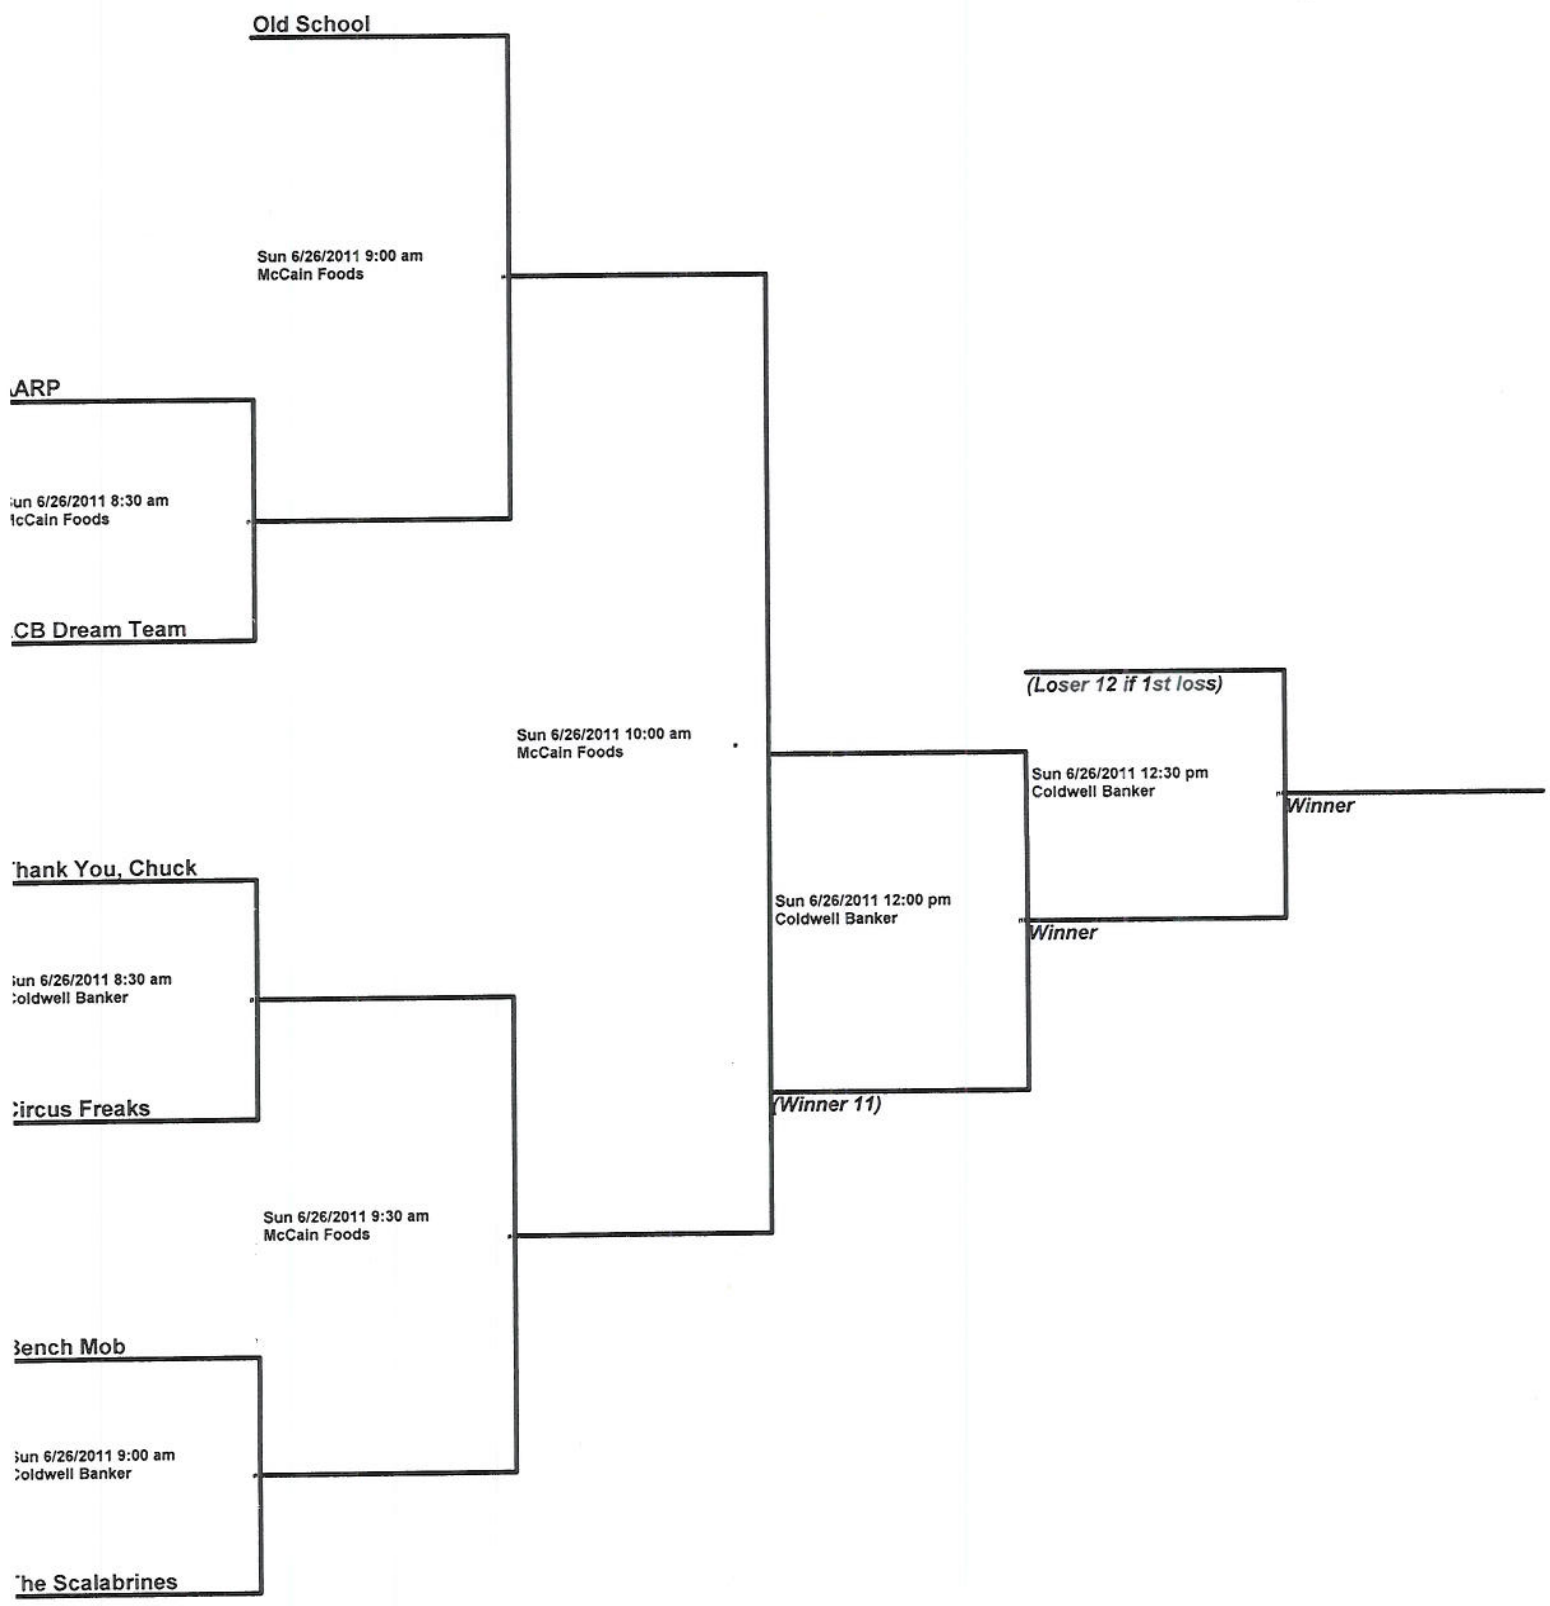 Old School
Sun 6/26/2011 9:00 am
McCain Foods
ARP
un 6/26/2011 8:30 am
cCain Foods
CB Dream Team
(Loser 12 if 1st loss)
Sun 6/26/2011 10:00 am
McCain Foods
Sun 6/26/2011 12:30 pm
Coldwell Banker
Winner
hank You, Chuck
Sun 6/26/2011 12:00 pm
Coldwell Banker
Winner
un 6/26/2011 8:30 am
oldwell Banker
(Winner 11)
ircus Freaks
Sun 6/26/2011 9:30 am
McCain Foods
Bench Mob
Sun 6/26/2011 9:00 am
oldwell Banker
he Scalabrines